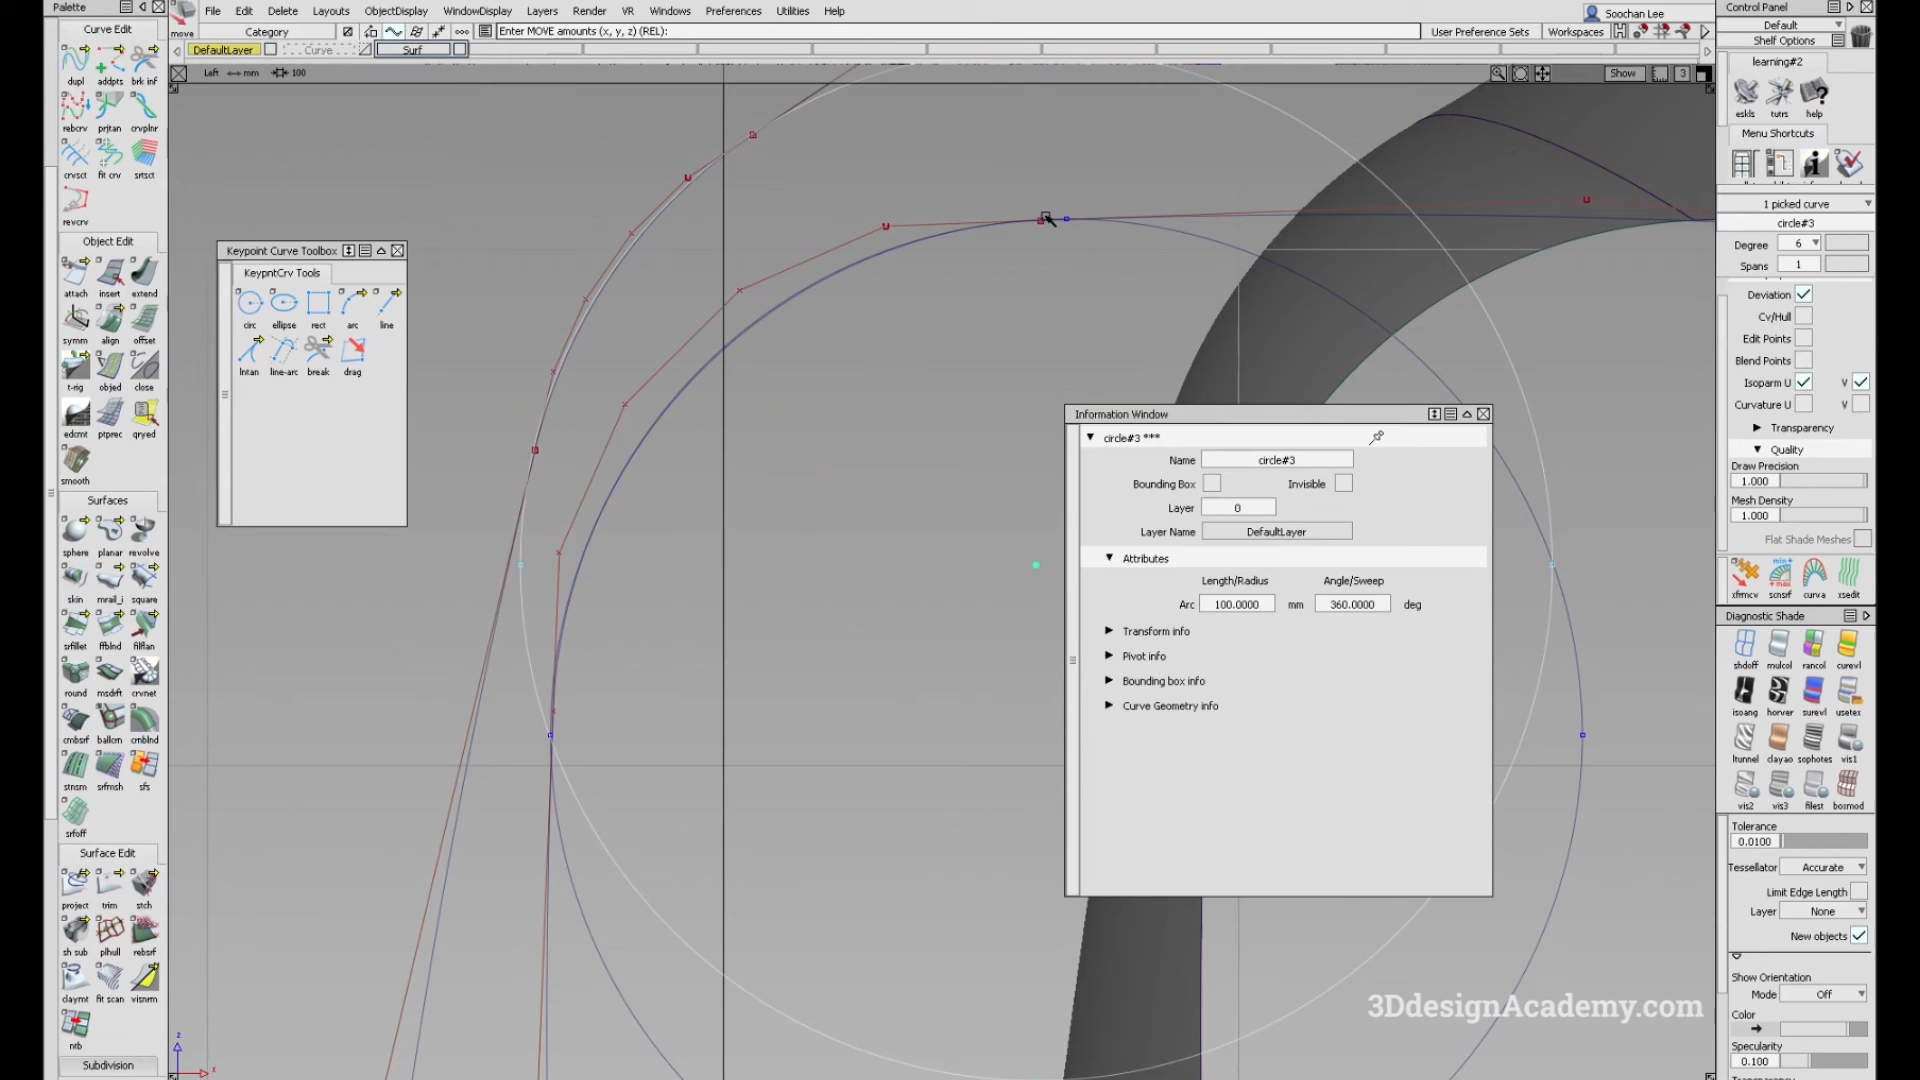 Palette
Curve Edit
dupl addpts brk inf
rebcrv prjtan crvplnr
crvsct fit crv srtsct
revcrv
Object Edit
attach insert extend
symm align offset
t-rig objed close
edcmt ptprec qryed
smooth
Surfaces
sphere planar revolve
skin mrail_i square
srfillet ffblnd filflan
round msdrft crvnet
cmbsrf ballcrn cmblnd
stnsm srfmsh sfs
srfoff
Surface Edit
project trim stch
sh sub plhull rebsrf
claymt fit scan visnrm
ntb
Subdivision
move
File Edit Delete Layouts ObjectDisplay WindowDisplay Layers Render VR Windows Preferences Utilities Help
Soochan Lee
Category
Enter MOVE amounts (x, y, z) (REL):
User Preference Sets Workspaces
DefaultLayer Curve Surf
Left mm 100
Show 3
Keypoint Curve Toolbox
KeypntCrv Tools
circ ellipse rect arc line
lntan line-arc break drag
Information Window
circle#3 ***
Name circle#3
Bounding Box Invisible
Layer 0
Layer Name DefaultLayer
Attributes
Length/Radius Angle/Sweep
Arc 100.0000 mm 360.0000 deg
Transform info
Pivot info
Bounding box info
Curve Geometry info
3DdesignAcademy.com
z
x
Control Panel
Default
Shelf Options
learning#2
eskls tutrs help
Menu Shortcuts
1 picked curve
circle#3
Degree 6
Spans 1
Deviation
Cv/Hull
Edit Points
Blend Points
Isoparm U V
Curvature U V
Transparency
Quality
Draw Precision
1.000
Mesh Density
1.000
Flat Shade Meshes
xfrmcv scnsrf curva xsedit
Diagnostic Shade
shdoff mulcol rancol curevl
isoang horver surevl usetex
ltunnel clayao sophotes vis1
vis2 vis3 filest boxmod
Tolerance
0.0100
Tessellator Accurate
Limit Edge Length
Layer None
New objects
Show Orientation
Mode Off
Color
Specularity
0.100